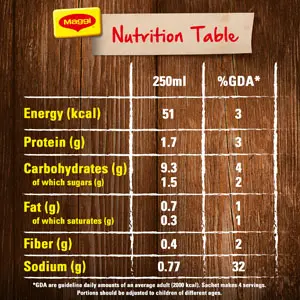 Maggi
Nutrition Table
250ml %GDA*
Energy (kcal) 51 3
Protein (g) 1.7 3
Carbohydrates (g) 9.3 4
of which sugars (g) 1.5 2
Fat (g) 0.7 1
of which saturates (g) 0.3 1
Fiber (g) 0.4 2
Sodium (g) 0.77 32
*GDA are guideline daily amounts of an average adult (2000 kcal). Sachet makes 4 servings.
Portions should be adjusted to children of different ages.